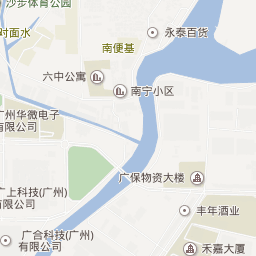 沙步体育公园
对面水
永泰百货
南便基
六中公寓
南宁小区
广州华微电子
有限公司
广保物资大楼
广上科技(广州)
有限公司
丰年酒业
广合科技(广州)
有限公司
禾嘉大厦